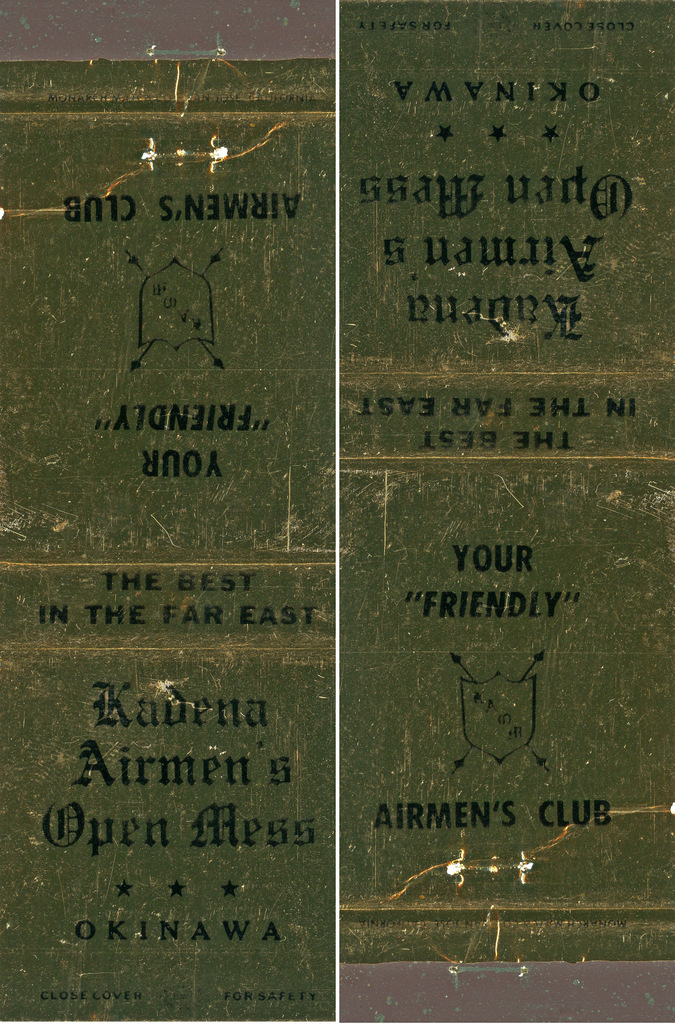 MONARCH
AIRMEN'S CLUB
K
A
O
M
"FRIENDLY"
YOUR
THE BEST
IN THE FAR EAST
Kadena
Airmen's
Open Mess
★ ★ ★
OKINAWA
CLOSE COVER FOR SAFETY
CLOSE COVER FOR SAFETY
OKINAWA
★ ★ ★
Open Mess
Airmen's
Kadena
IN THE FAR EAST
THE BEST
YOUR
"FRIENDLY"
K
A
O
M
AIRMEN'S CLUB
MONARCH